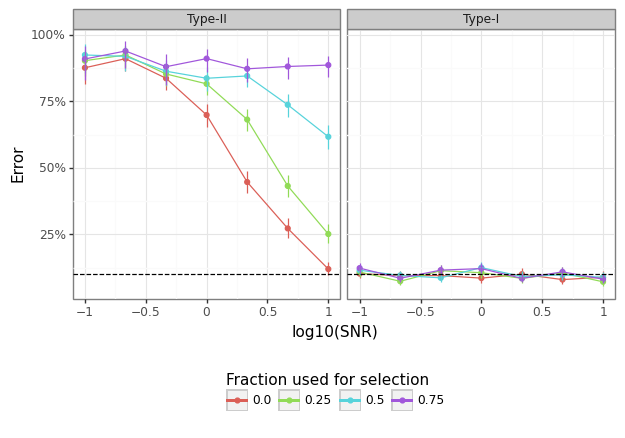 Type-II
Type-I
100%
75%
50%
25%
Error
−1
−0.5
0
0.5
1
−1
−0.5
0
0.5
1
log10(SNR)
Fraction used for selection
0.0 0.25 0.5 0.75